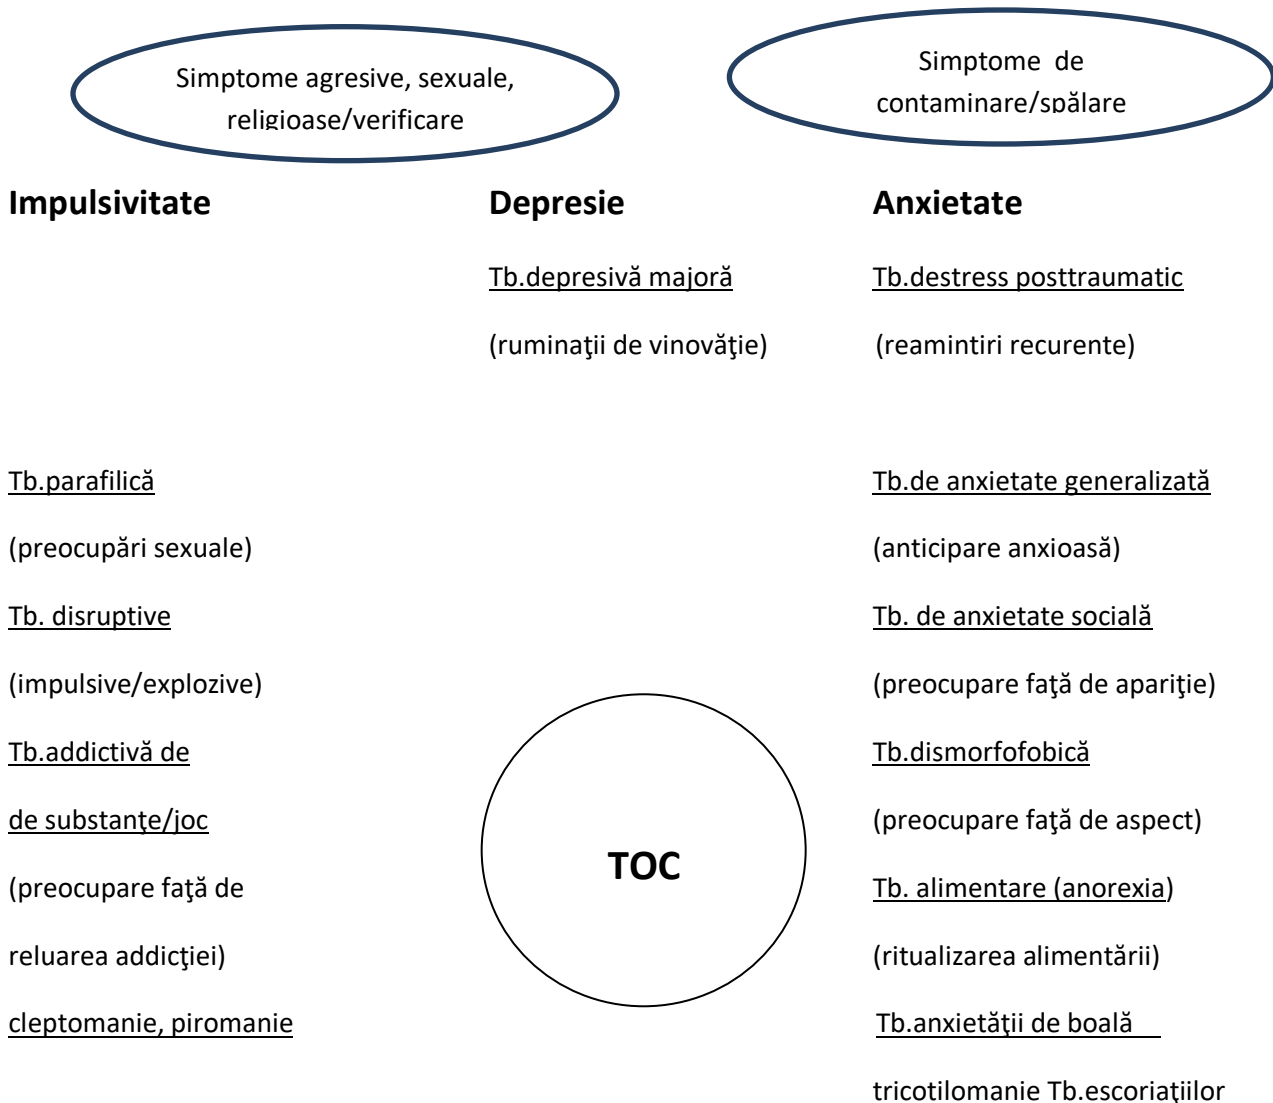 Simptome agresive, sexuale,
religioase/verificare
Simptome de
contaminare/spălare
Impulsivitate Depresie Anxietate
Tb.depresivă majoră Tb.destress posttraumatic
(ruminaţii de vinovăţie) (reamintiri recurente)
Tb.parafilică Tb.de anxietate generalizată
(preocupări sexuale) (anticipare anxioasă)
Tb. disruptive Tb. de anxietate socială
(impulsive/explozive) (preocupare faţă de apariţie)
Tb.addictivă de Tb.dismorfofobică
de substanţe/joc (preocupare faţă de aspect)
TOC
(preocupare faţă de Tb. alimentare (anorexia)
reluarea addicţiei) (ritualizarea alimentării)
cleptomanie, piromanie Tb.anxietăţii de boală
tricotilomanie Tb.escoriaţiilor